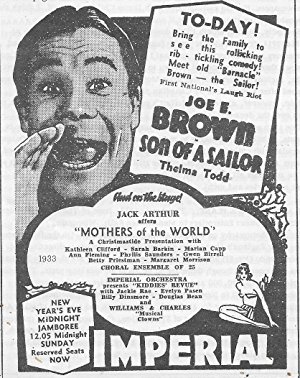 TO-DAY!
Bring the Family to
see this rollicking
rib - tickling comedy!
Meet old "Barnacle"
Brown — the Sailor!
First National's Laugh Riot
JOE E.
BROWN
SON OF A SAILOR
Thelma Todd
And on the Stage!
JACK ARTHUR
offers
"MOTHERS of the WORLD"
A Christmastide Presentation with
Kathleen Clifford - Sarah Barkin - Marian Capp
Ann Fleming - Phyllis Saunders - Gwen Birrell
Betty Priestman - Margaret Morrison
CHORAL ENSEMBLE OF 25
1933
IMPERIAL ORCHESTRA
presents "KIDDIES' REVUE"
with Jackie Rae - Evelyn Pasen
Billy Dinsmore - Douglas Bean
and
WILLIAMS & CHARLES
"Musical
Clowns"
NEW
YEAR'S EVE
MIDNIGHT
JAMBOREE
12.05 Midnight
SUNDAY
Reserved Seats
NOW
IMPERIAL